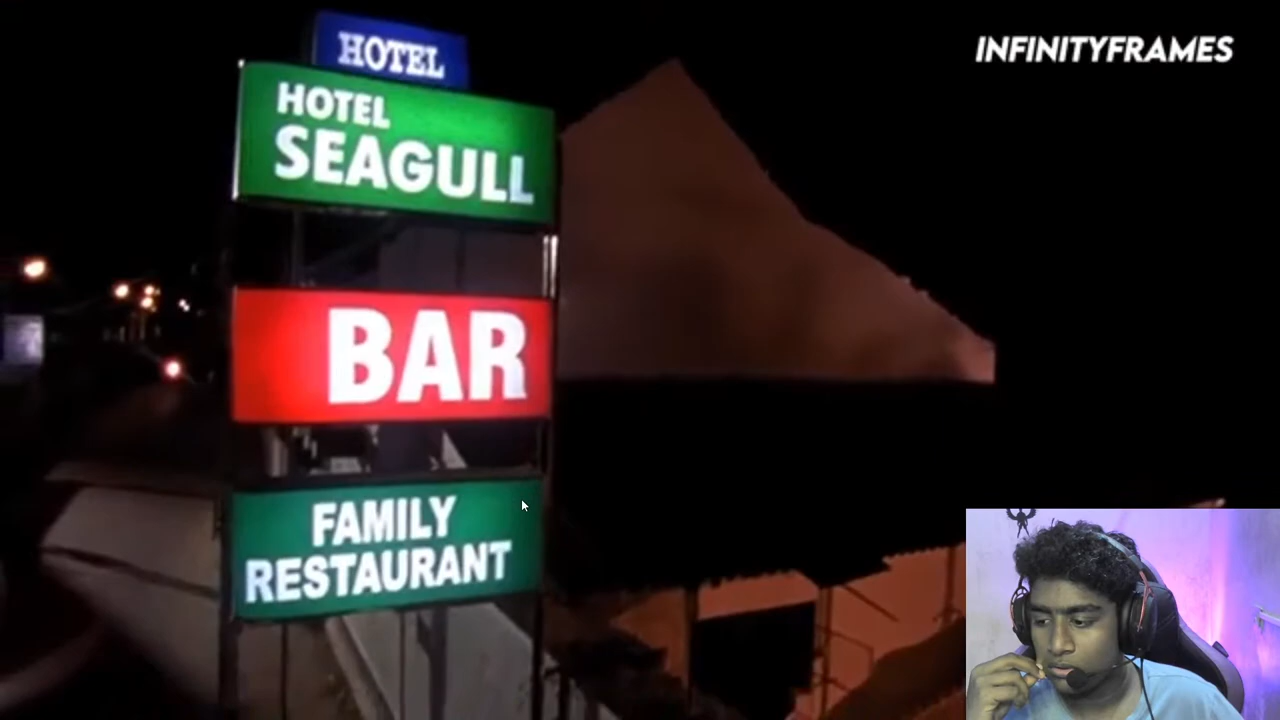 INFINITYFRAMES
HOTEL
HOTEL
SEAGULL
BAR
FAMILY
RESTAURANT